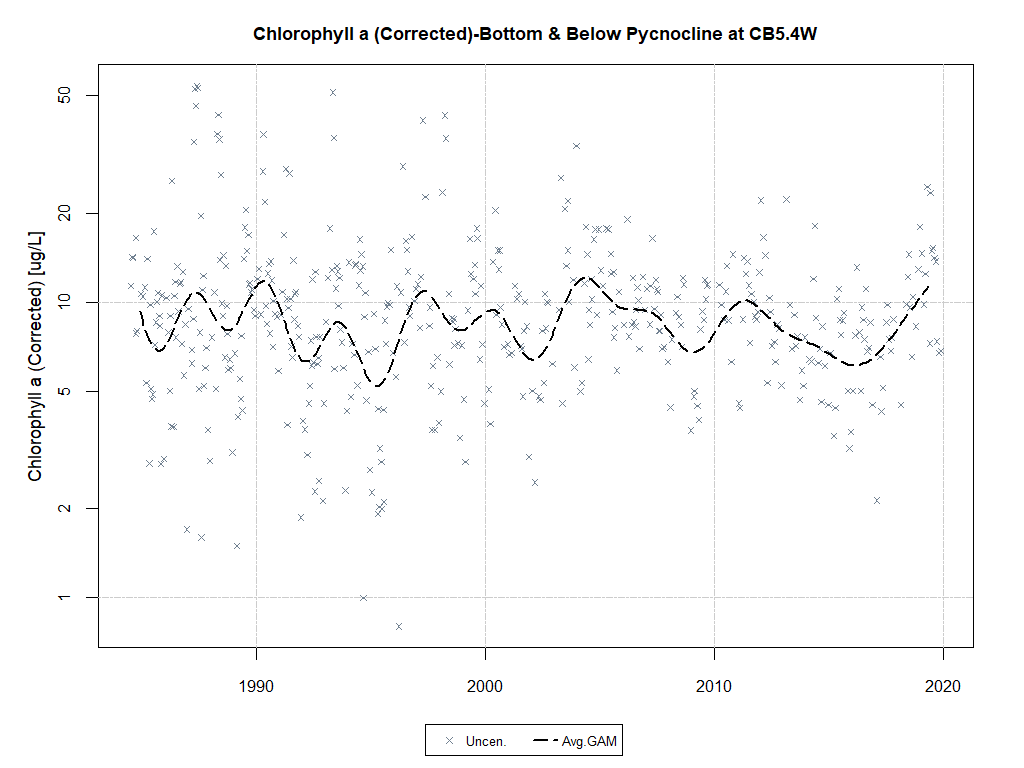 Chlorophyll a (Corrected)-Bottom & Below Pycnocline at CB5.4W
Chlorophyll a (Corrected) [ug/L]
50
20
10
5
2
1
1990
2000
2010
2020
Uncen.
Avg.GAM